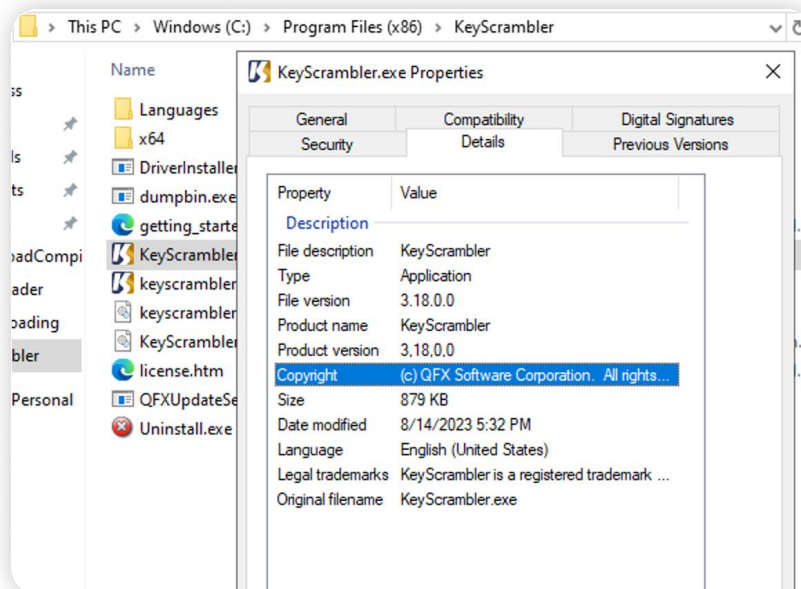 This PC > Windows (C:) > Program Files (x86) > KeyScrambler
Name
Languages
x64
DriverInstaller
dumpbin.exe
getting_starte
KeyScrambler
keyscrambler
keyscrambler
KeyScrambler
license.htm
QFXUpdateSe
Uninstall.exe
ss
ls
ts
oadCompi
ader
oading
bler
Personal
KeyScrambler.exe Properties
General Compatibility Digital Signatures
Security Details Previous Versions
Property Value
Description
File description KeyScrambler
Type Application
File version 3.18.0.0
Product name KeyScrambler
Product version 3,18,0,0
Copyright (c) QFX Software Corporation. All rights...
Size 879 KB
Date modified 8/14/2023 5:32 PM
Language English (United States)
Legal trademarks KeyScrambler is a registered trademark ...
Original filename KeyScrambler.exe